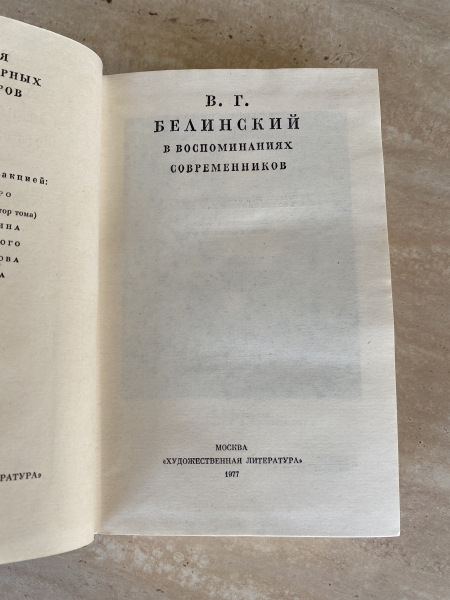 В. Г.
БЕЛИНСКИЙ
В ВОСПОМИНАНИЯХ
СОВРЕМЕННИКОВ
МОСКВА
«ХУДОЖЕСТВЕННАЯ ЛИТЕРАТУРА»
1977